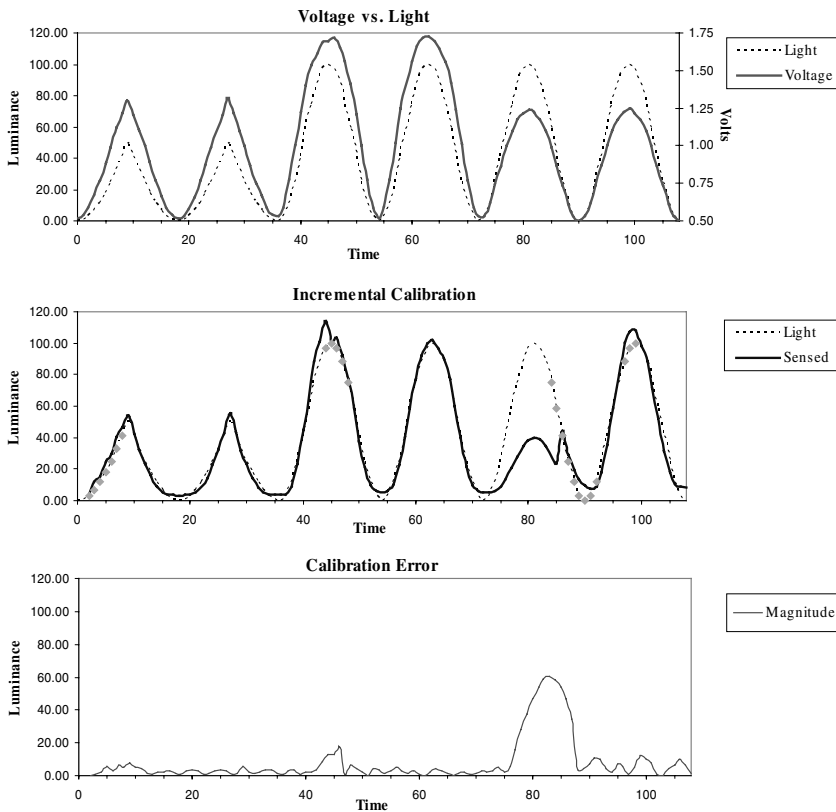 Voltage vs. Light
120.00
100.00
80.00
60.00
40.00
20.00
0.00
Luminance
1.75
1.50
1.25
1.00
0.75
0.50
Volts
0 20 40 60 80 100
Time
Light
Voltage
Incremental Calibration
120.00
100.00
80.00
60.00
40.00
20.00
0.00
Luminance
0 20 40 60 80 100
Time
Light
Sensed
Calibration Error
120.00
100.00
80.00
60.00
40.00
20.00
0.00
Luminance
0 20 40 60 80 100
Time
Magnitude